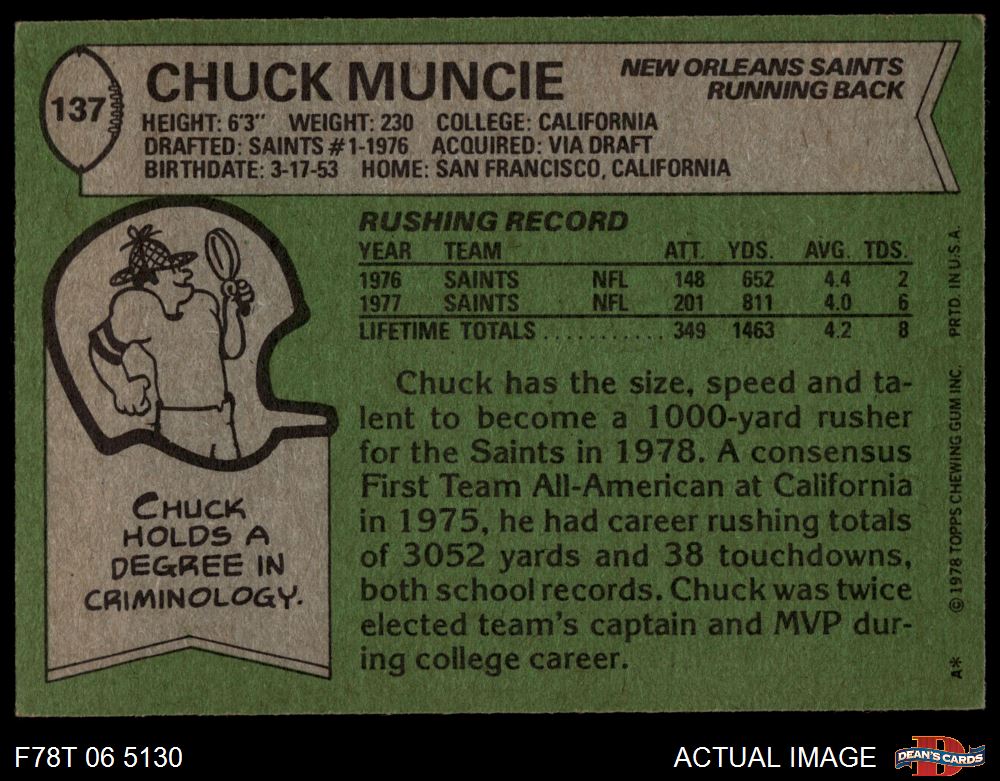 137
CHUCK MUNCIE
NEW ORLEANS SAINTS
RUNNING BACK
HEIGHT: 6'3" WEIGHT: 230 COLLEGE: CALIFORNIA
DRAFTED: SAINTS #1-1976 ACQUIRED: VIA DRAFT
BIRTHDATE: 3-17-53 HOME: SAN FRANCISCO, CALIFORNIA
RUSHING RECORD
YEAR TEAM ATT. YDS. AVG. TDS.
1976 SAINTS NFL 148 652 4.4 2
1977 SAINTS NFL 201 811 4.0 6
LIFETIME TOTALS ............ 349 1463 4.2 8
Chuck has the size, speed and ta-
lent to become a 1000-yard rusher
for the Saints in 1978. A consensus
First Team All-American at California
in 1975, he had career rushing totals
of 3052 yards and 38 touchdowns,
both school records. Chuck was twice
elected team's captain and MVP dur-
ing college career.
CHUCK
HOLDS A
DEGREE IN
CRIMINOLOGY.
A* © 1978 TOPPS CHEWING GUM INC. PRTD. IN U.S.A.
F78T 06 5130
ACTUAL IMAGE
D
DEAN'S CARDS